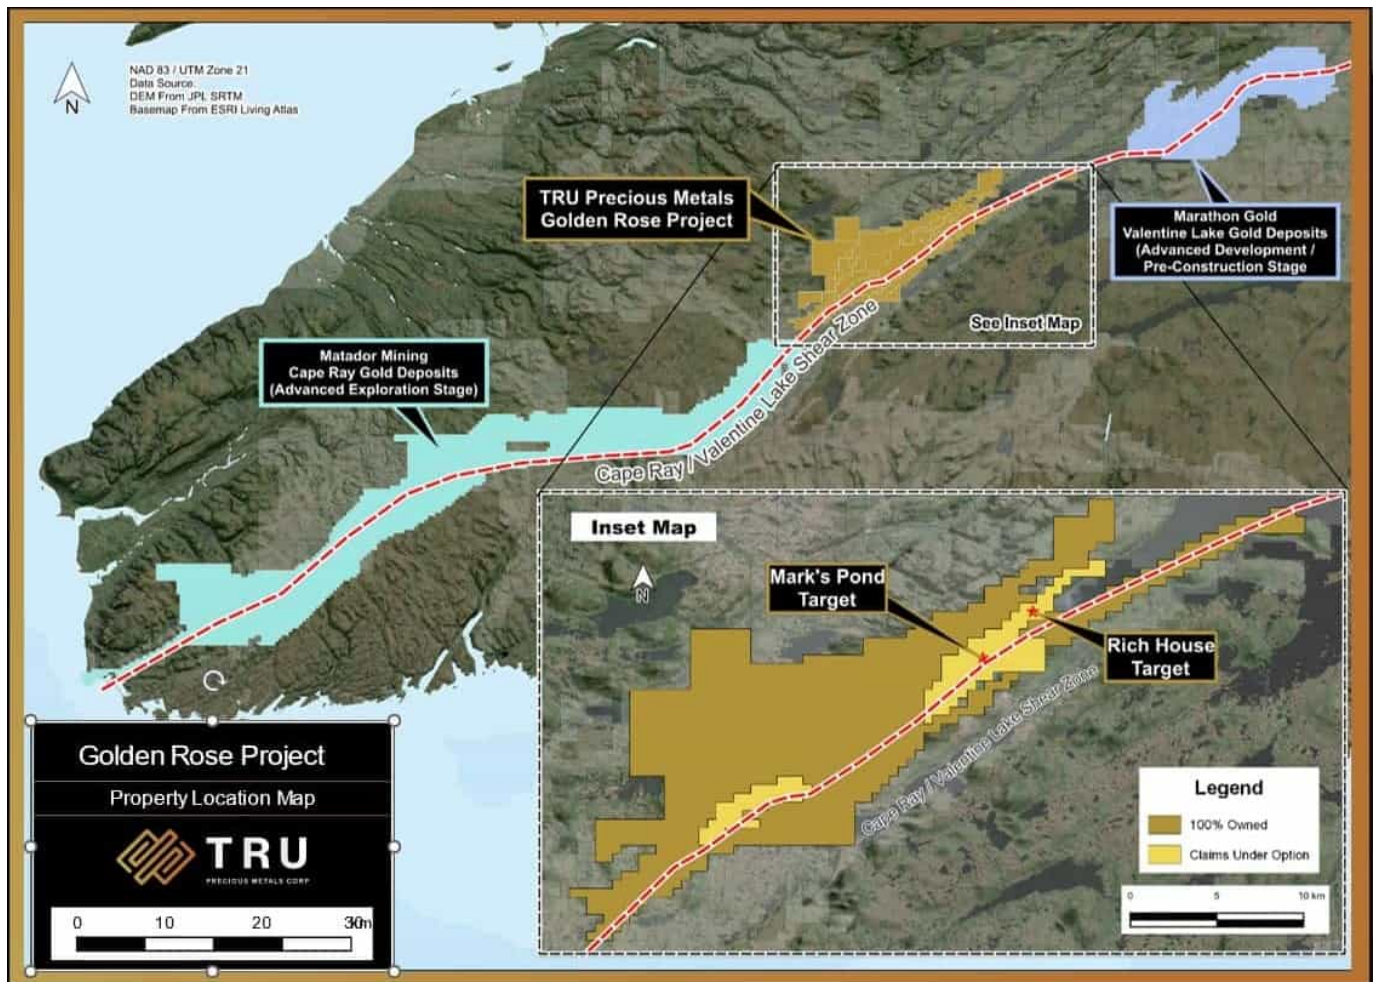 N
NAD 83 / UTM Zone 21
Data Source.
DEM From JPL SRTM
Basemap From ESRI Living Atlas
TRU Precious Metals
Golden Rose Project
Marathon Gold
Valentine Lake Gold Deposits
(Advanced Development /
Pre-Construction Stage
See Inset Map
Matador Mining
Cape Ray Gold Deposits
(Advanced Exploration Stage)
Cape Ray / Valentine Lake Shear Zone
Inset Map
N
Mark's Pond
Target
Rich House
Target
Cape Ray / Valentine Lake Shear Zone
Legend
100% Owned
Claims Under Option
0 5 10 km
Golden Rose Project
Property Location Map
TRU
PRECIOUS METALS CORP
0 10 20 30km